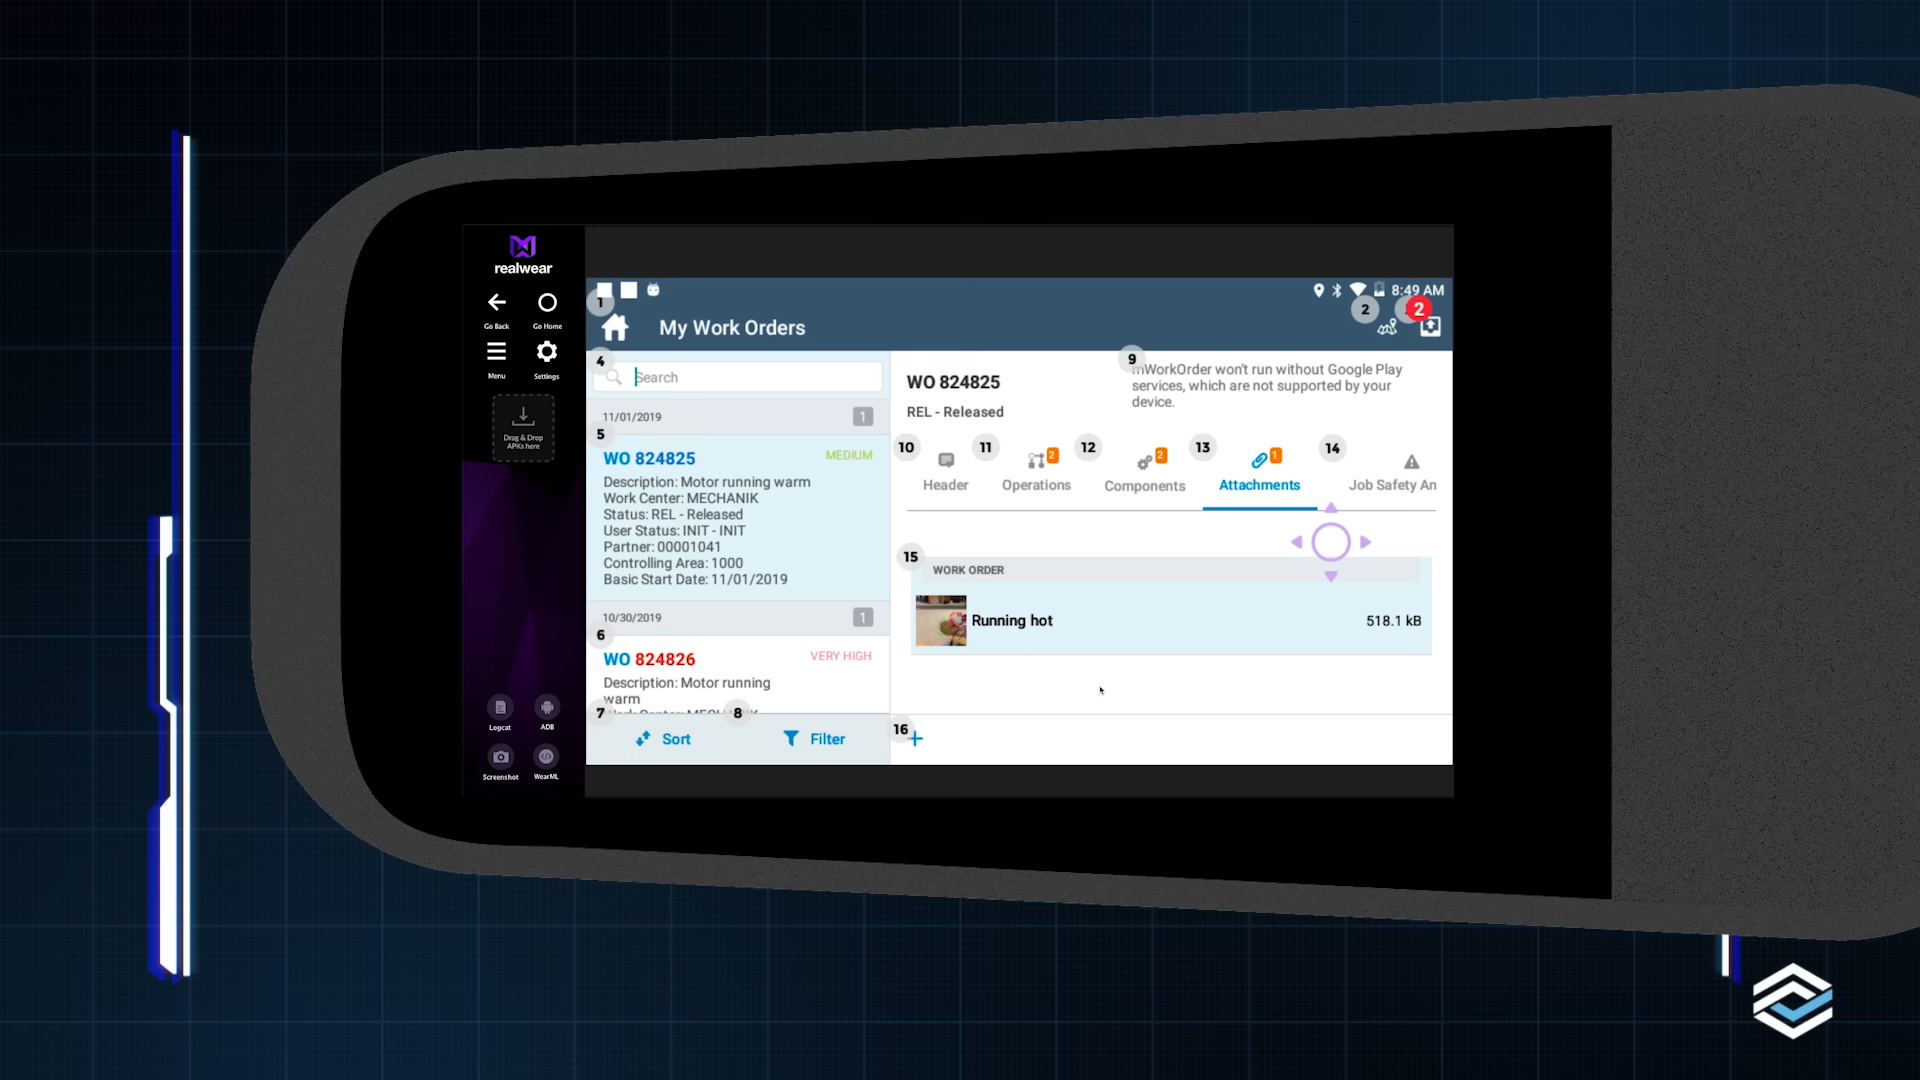 realwear
Go Back
Go Home
Menu
Settings
Drag & Drop
APKs here
Logcat
ADB
Screenshot
WearML
8:49 AM
1
2
2
My Work Orders
4
Search
11/01/2019
1
5
WO 824825
MEDIUM
Description: Motor running warm
Work Center: MECHANIK
Status: REL - Released
User Status: INIT - INIT
Partner: 00001041
Controlling Area: 1000
Basic Start Date: 11/01/2019
10/30/2019
1
6
WO 824826
VERY HIGH
Description: Motor running
warm
7
8
Sort
Filter
WO 824825
REL - Released
9
mWorkOrder won't run without Google Play
services, which are not supported by your
device.
10
11
2
12
2
13
1
14
Header
Operations
Components
Attachments
Job Safety An
15
WORK ORDER
Running hot
518.1 kB
16
+